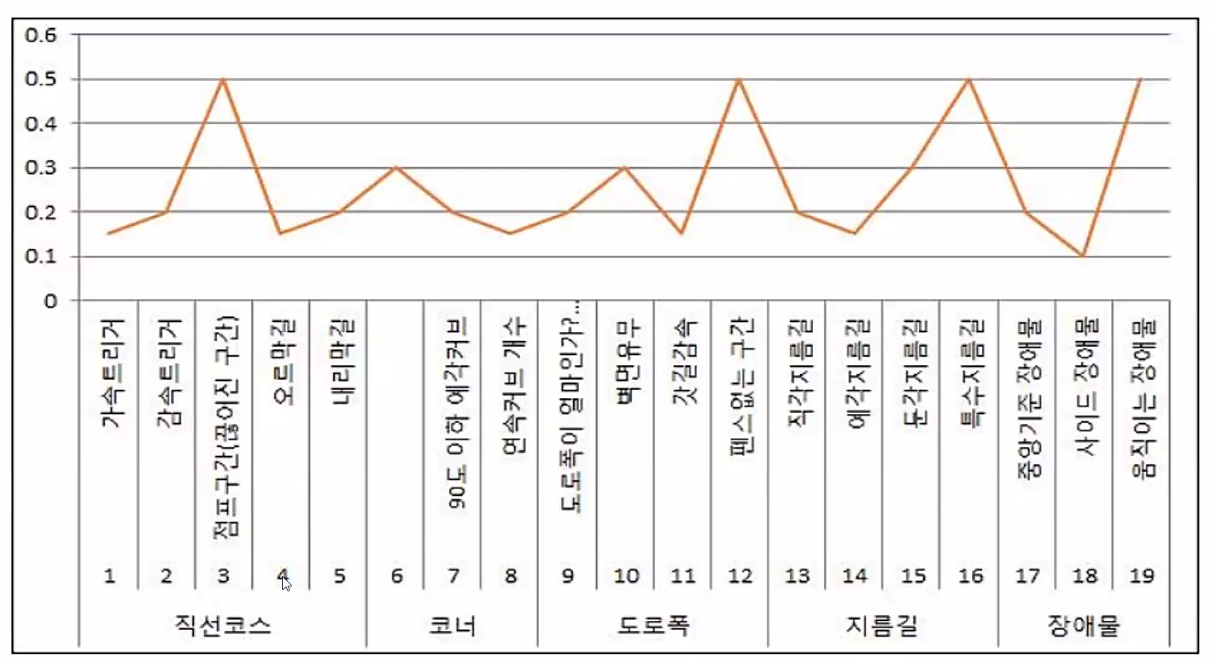 0.6
0.5
0.4
0.3
0.2
0.1
0
가속트리거
감속트리거
점프구간(끊어진 구간)
오르막길
내리막길
90도 이하 예각커브
연속커브 개수
도로폭이 얼마인가?...
벽면유무
갓길감속
펜스없는 구간
직각지름길
예각지름길
둔각지름길
특수지름길
중앙기준 장애물
사이드 장애물
움직이는 장애물
1 2 3 4 5 6 7 8 9 10 11 12 13 14 15 16 17 18 19
직선코스 코너 도로폭 지름길 장애물